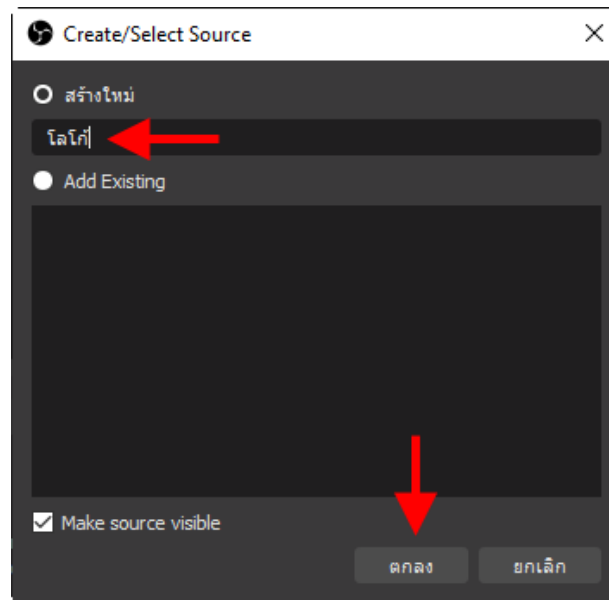 Create/Select Source
สร้างใหม่
โลโก้
Add Existing
Make source visible
ตกลง
ยกเลิก